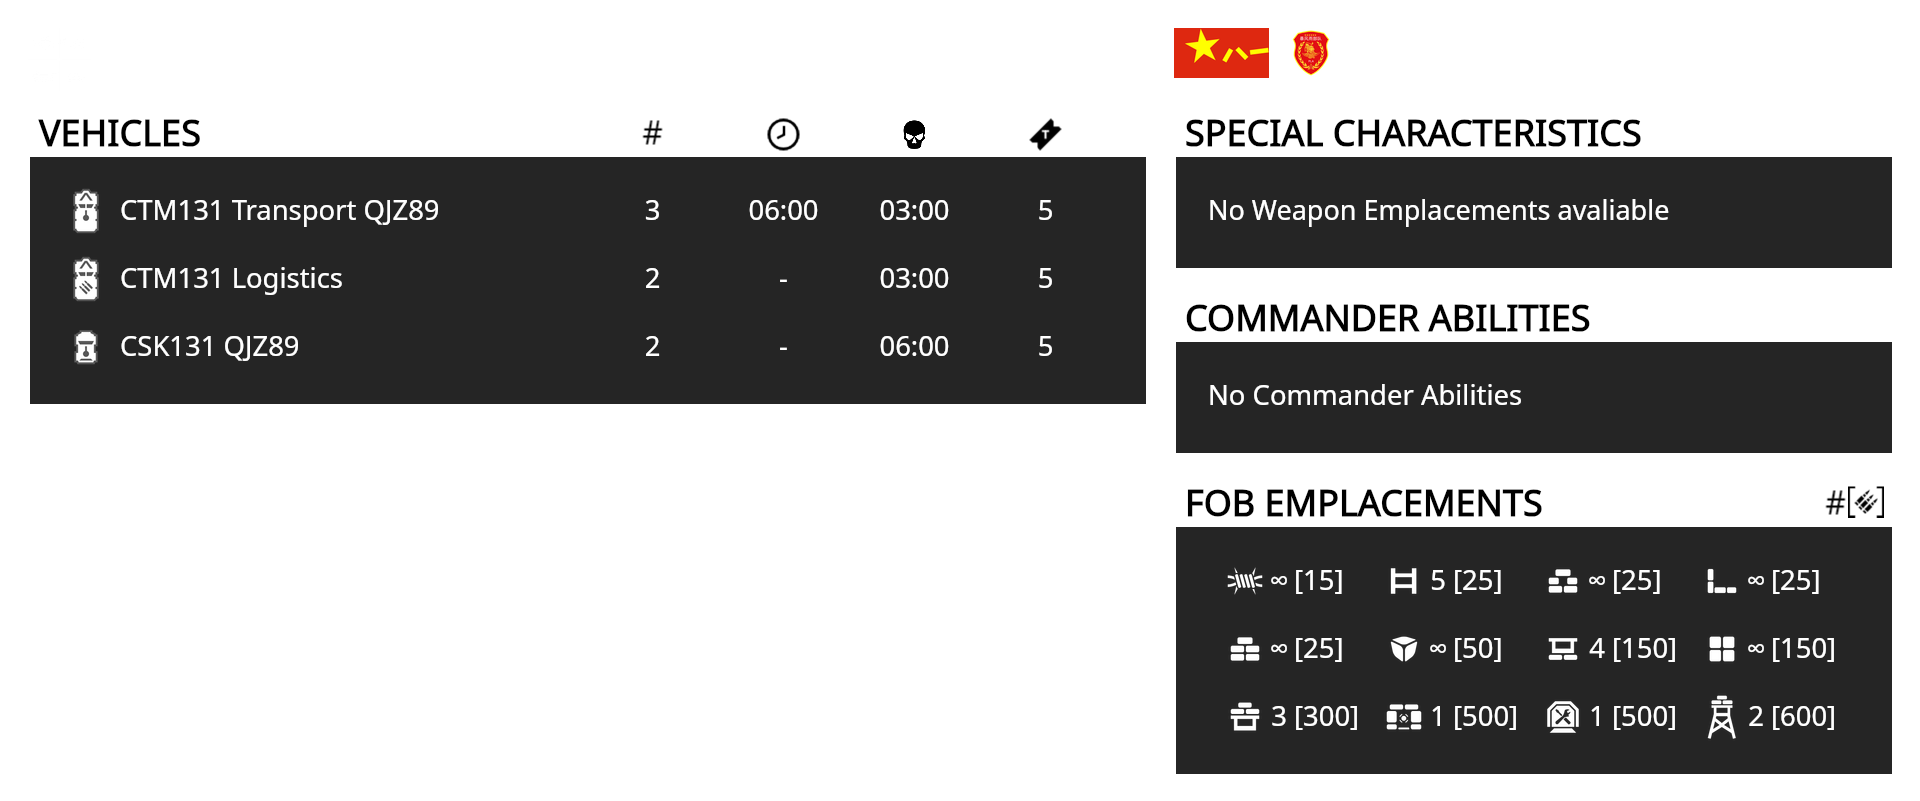 八一
VEHICLES #
CTM131 Transport QJZ89 3 06:00 03:00 5
CTM131 Logistics 2 - 03:00 5
CSK131 QJZ89 2 - 06:00 5
SPECIAL CHARACTERISTICS
No Weapon Emplacements avaliable
COMMANDER ABILITIES
No Commander Abilities
FOB EMPLACEMENTS #[ ]
∞ [15] 5 [25] ∞ [25] ∞ [25]
∞ [25] ∞ [50] 4 [150] ∞ [150]
3 [300] 1 [500] 1 [500] 2 [600]